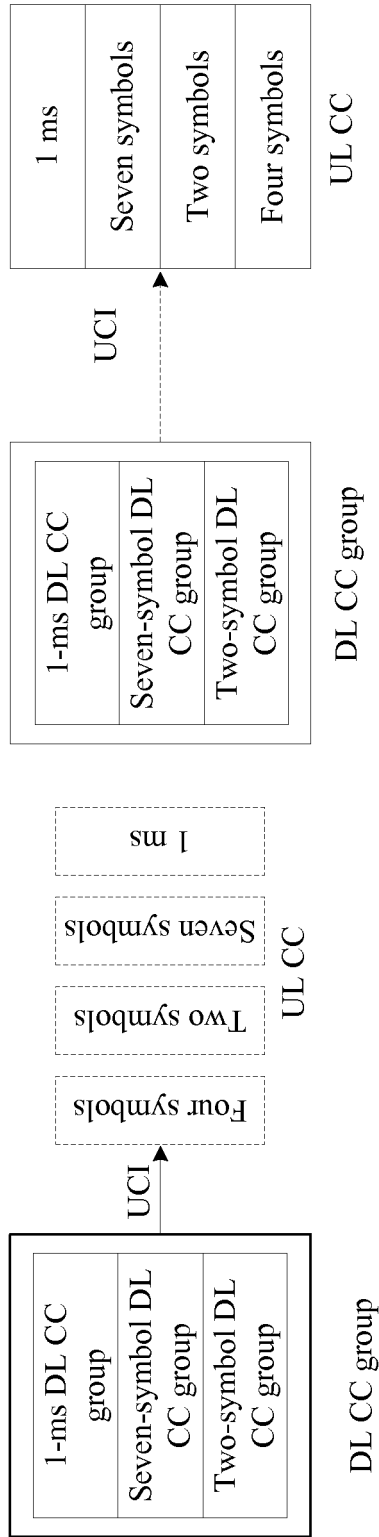 1-ms DL CC
group
Seven-symbol DL
CC group
Two-symbol DL
CC group
DL CC group
UCI
Four symbols
Two symbols
Seven symbols
1 ms
UL CC
1-ms DL CC
group
Seven-symbol DL
CC group
Two-symbol DL
CC group
DL CC group
UCI
1 ms
Seven symbols
Two symbols
Four symbols
UL CC